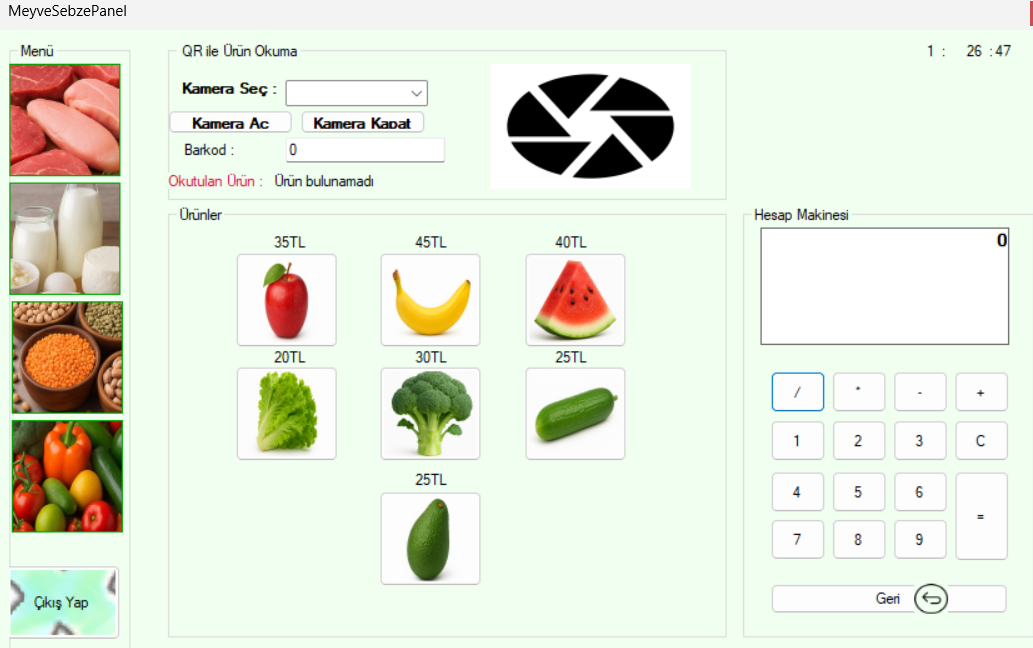 MeyveSebzePanel
Menü
Çıkış Yap
QR ile Ürün Okuma
Kamera Seç :
Kamera Aç
Kamera Kapat
Barkod :
0
Okutulan Ürün : Ürün bulunamadı
1 : 26 :47
Ürünler
35TL 45TL 40TL
20TL 30TL 25TL
25TL
Hesap Makinesi
0
/ * - +
1 2 3 C
4 5 6
=
7 8 9
Geri